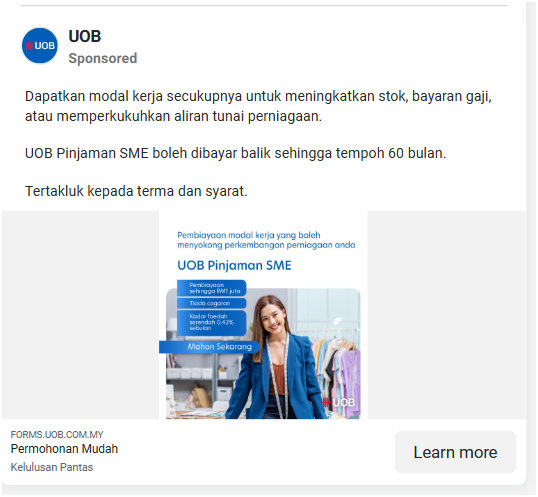 UOB
UOB
Sponsored
Dapatkan modal kerja secukupnya untuk meningkatkan stok, bayaran gaji,
atau memperkukuhkan aliran tunai perniagaan.
UOB Pinjaman SME boleh dibayar balik sehingga tempoh 60 bulan.
Tertakluk kepada terma dan syarat.
Pembiayaan modal kerja yang boleh
menyokong perkembangan perniagaan anda
UOB Pinjaman SME
Pembiayaan
sehingga RM1 juta
Tiada cagaran
Kadar faedah
serendah 0.42%
sebulan
Mohon Sekarang
UOB
FORMS.UOB.COM.MY
Permohonan Mudah
Kelulusan Pantas
Learn more